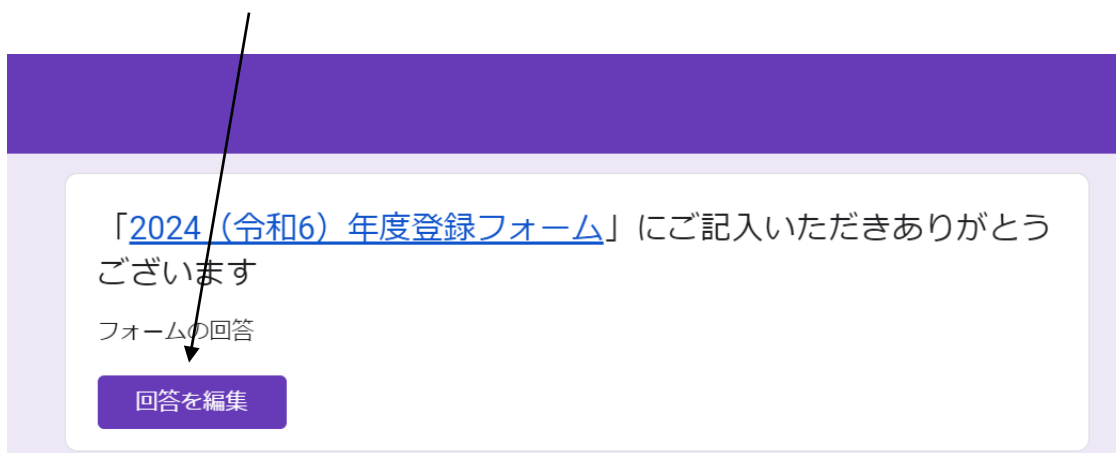 「2024（令和6）年度登録フォーム」にご記入いただきありがとう
ございます
フォームの回答
回答を編集